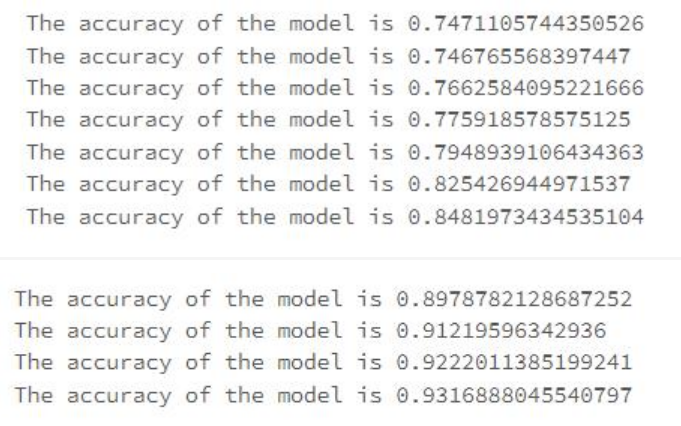 The accuracy of the model is 0.7471105744350526
The accuracy of the model is 0.746765568397447
The accuracy of the model is 0.7662584095221666
The accuracy of the model is 0.775918578575125
The accuracy of the model is 0.7948939106434363
The accuracy of the model is 0.825426944971537
The accuracy of the model is 0.8481973434535104
The accuracy of the model is 0.8978782128687252
The accuracy of the model is 0.91219596342936
The accuracy of the model is 0.9222011385199241
The accuracy of the model is 0.9316888045540797